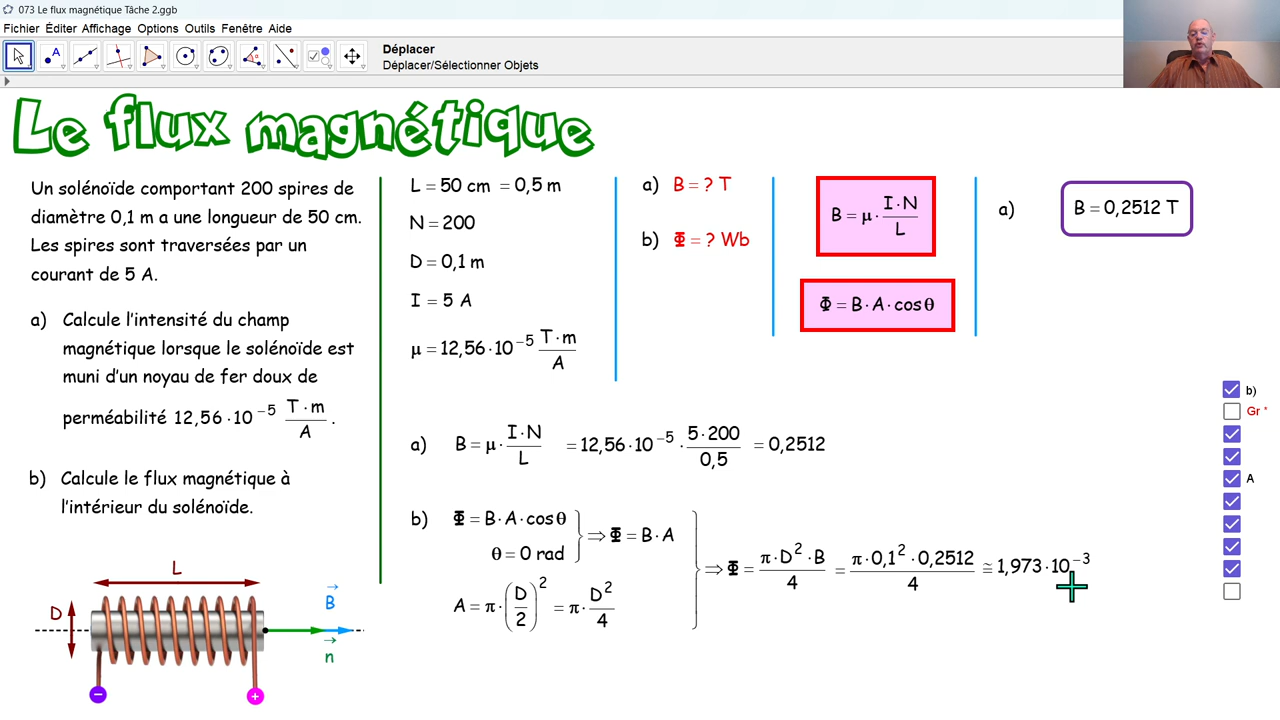 073 Le flux magnétique Tâche 2.ggb
Fichier Éditer Affichage Options Outils Fenêtre Aide
Déplacer
Déplacer/Sélectionner Objets
Le flux magnétique
Un solénoïde comportant 200 spires de
diamètre 0,1 m a une longueur de 50 cm.
Les spires sont traversées par un
courant de 5 A.
a) Calcule l'intensité du champ
magnétique lorsque le solénoïde est
muni d'un noyau de fer doux de
perméabilité 12,56·10⁻⁵ T·m/A .
b) Calcule le flux magnétique à
l'intérieur du solénoïde.
L
D
B
n
−
+
L = 50 cm = 0,5 m
N = 200
D = 0,1 m
I = 5 A
μ = 12,56·10⁻⁵ T·m/A
a) B = ? T
b) Φ = ? Wb
B = μ· I·N/L
Φ = B·A·cosθ
a) B = 0,2512 T
a) B = μ· I·N/L = 12,56·10⁻⁵ · 5·200/0,5 = 0,2512
b) Φ = B·A·cosθ
θ = 0 rad
⇒ Φ = B·A
A = π·(D/2)² = π· D²/4
⇒ Φ = π·D²·B/4 = π·0,1²·0,2512/4 ≅ 1,973·10⁻³
b)
Gr
A